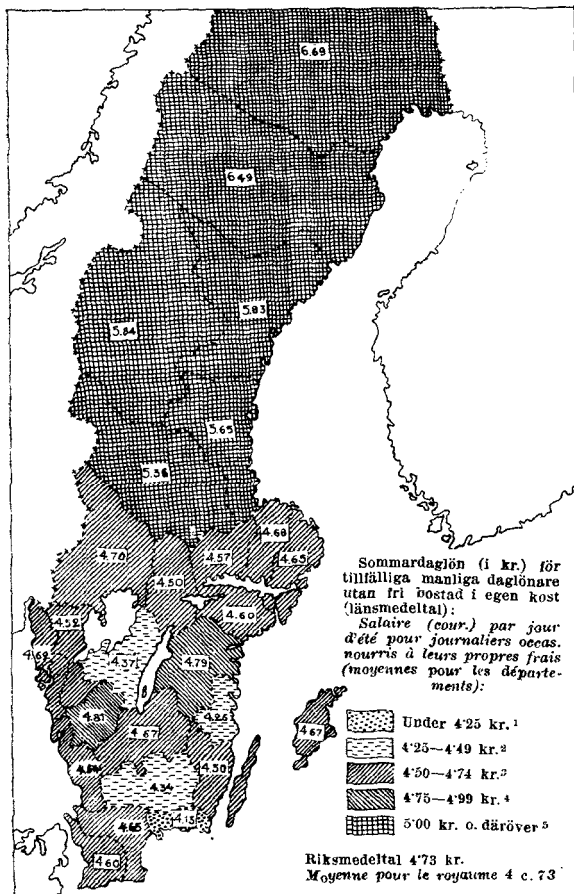 6.69
6.49
5.83
5.84
5.65
5.36
4.68
4.76
4.57
4.65
4.50
4.60
4.52
4.62
4.37
4.79
4.81
4.67
4.26
4.67
4.50
4.34
4.65
4.13
4.60
Sommardaglön (i kr.) för
tillfälliga manliga daglönare
utan fri bostad i egen kost
(länsmedeltal):
Salaire (cour.) par jour
d'été pour journaliers occas.
nourris à leurs propres frais
(moyennes pour les départe-
ments):
Under 4'25 kr. ¹
4'25—4'49 kr. ²
4'50—4'74 kr. ³
4'75—4'99 kr. ⁴
5'00 kr. o. däröver ⁵
Riksmedeltal 4'73 kr.
Moyenne pour le royaume 4 c. 73